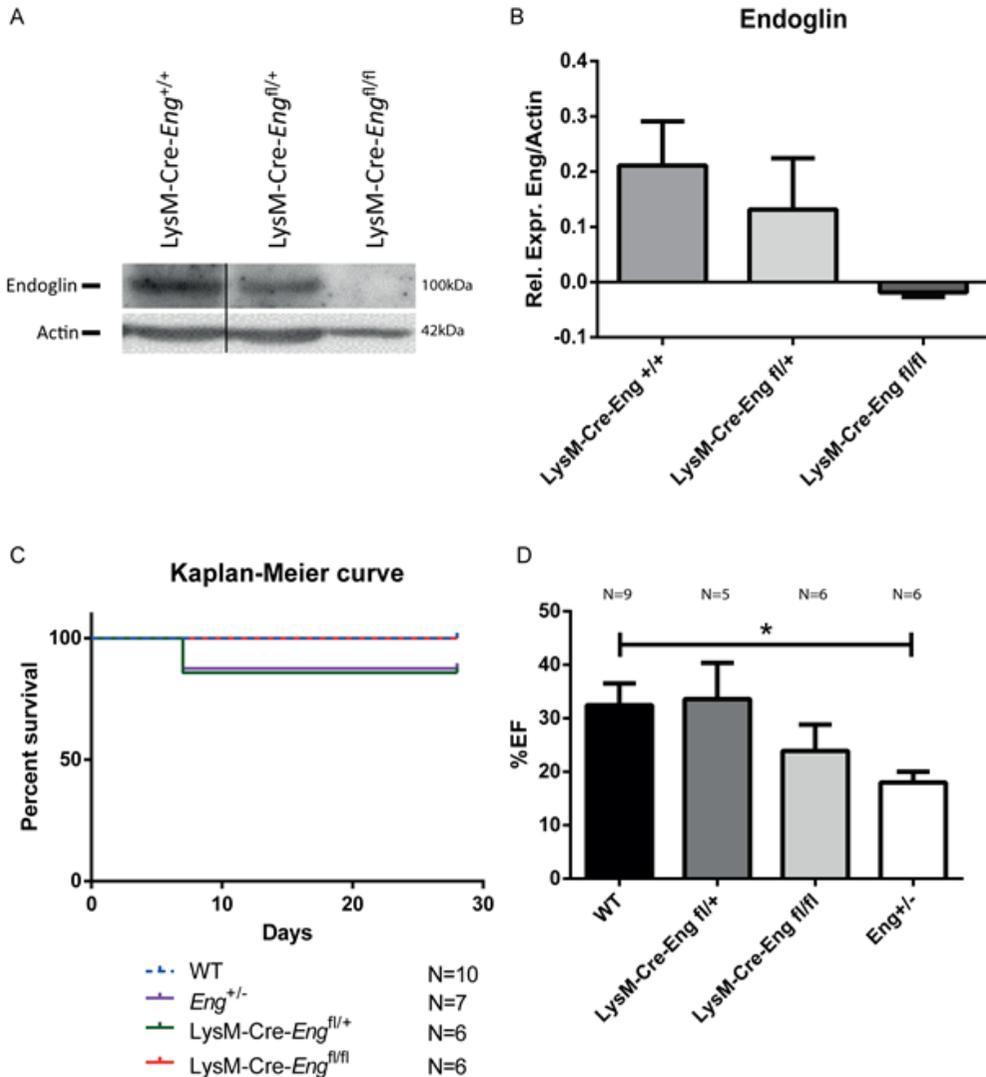 A
LysM-Cre-Eng+/+
LysM-Cre-Engfl/+
LysM-Cre-Engfl/fl
Endoglin
100kDa
Actin
42kDa
B
Endoglin
Rel. Expr. Eng/Actin
0.4
0.3
0.2
0.1
0.0
-0.1
LysM-Cre-Eng +/+
LysM-Cre-Eng fl/+
LysM-Cre-Eng fl/fl
C
Kaplan-Meier curve
Percent survival
100
50
0
0 10 20 30
Days
WT N=10
Eng+/- N=7
LysM-Cre-Engfl/+ N=6
LysM-Cre-Engfl/fl N=6
D
N=9 N=5 N=6 N=6
*
%EF
50
40
30
20
10
0
WT
LysM-Cre-Eng fl/+
LysM-Cre-Eng fl/fl
Eng+/-